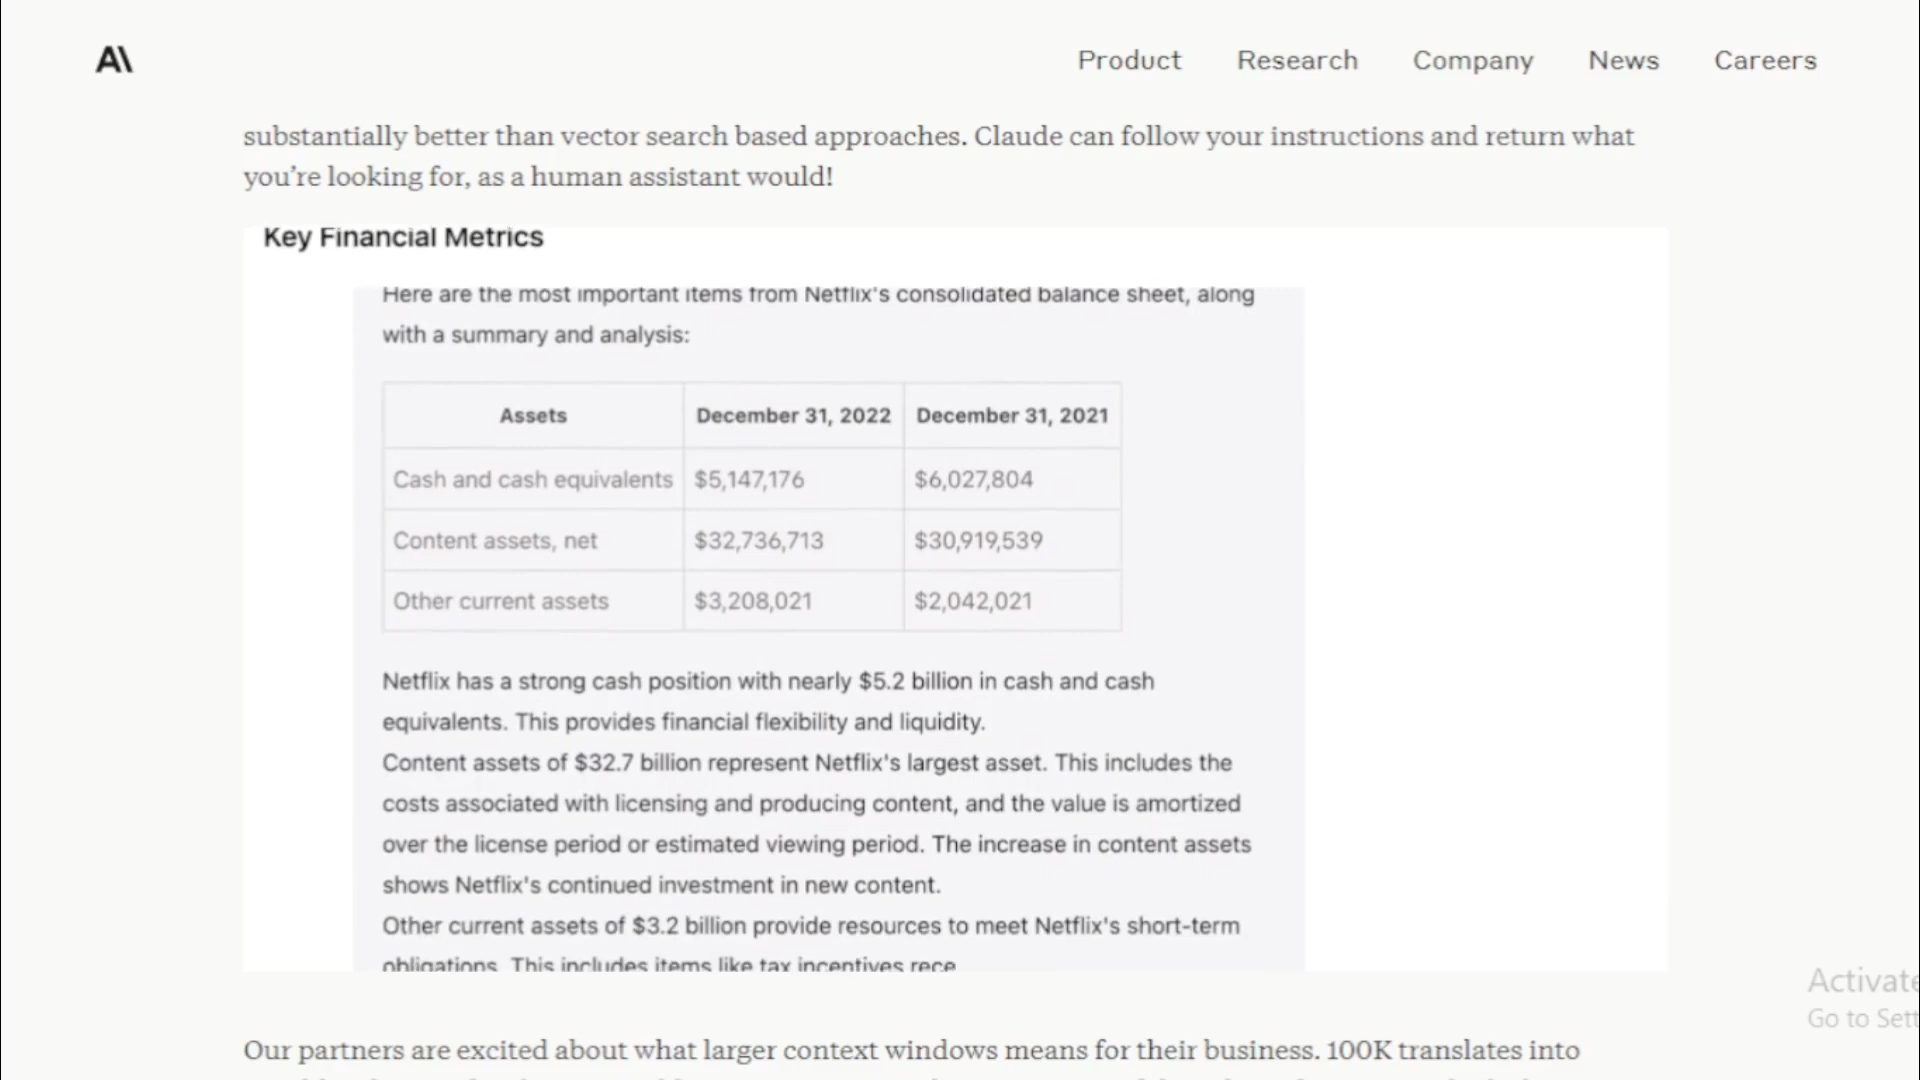 A\
Product Research Company News Careers
substantially better than vector search based approaches. Claude can follow your instructions and return what
you’re looking for, as a human assistant would!
Key Financial Metrics
Here are the most important items from Netflix's consolidated balance sheet, along
with a summary and analysis:
Assets December 31, 2022 December 31, 2021
Cash and cash equivalents $5,147,176 $6,027,804
Content assets, net $32,736,713 $30,919,539
Other current assets $3,208,021 $2,042,021
Netflix has a strong cash position with nearly $5.2 billion in cash and cash
equivalents. This provides financial flexibility and liquidity.
Content assets of $32.7 billion represent Netflix's largest asset. This includes the
costs associated with licensing and producing content, and the value is amortized
over the license period or estimated viewing period. The increase in content assets
shows Netflix's continued investment in new content.
Other current assets of $3.2 billion provide resources to meet Netflix's short-term
obligations. This includes items like tax incentives rece
Our partners are excited about what larger context windows means for their business. 100K translates into
Activate
Go to Sett